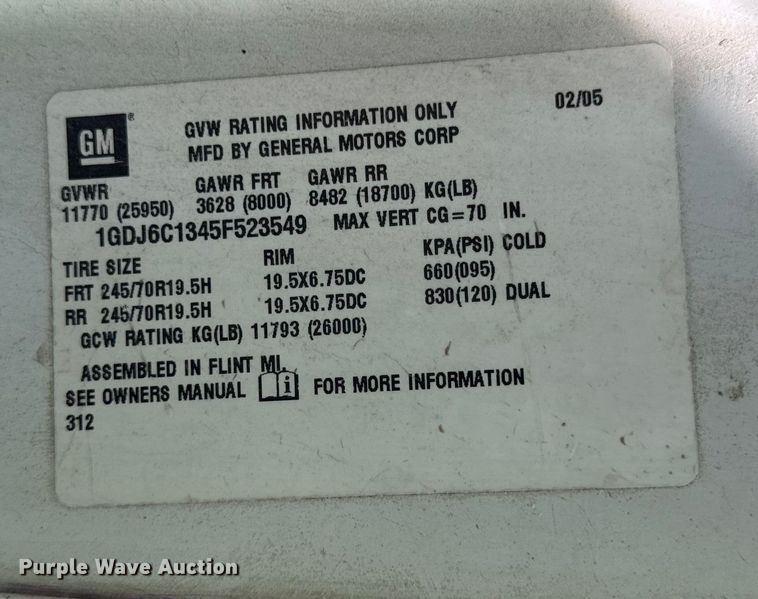 02/05
GM ® GVW RATING INFORMATION ONLY
MFD BY GENERAL MOTORS CORP
GVWR GAWR FRT GAWR RR
11770 (25950) 3628 (8000) 8482 (18700) KG(LB)
1GDJ6C1345F523549 MAX VERT CG=70 IN.
TIRE SIZE RIM KPA(PSI) COLD
FRT 245/70R19.5H 19.5X6.75DC 660(095)
RR 245/70R19.5H 19.5X6.75DC 830(120) DUAL
GCW RATING KG(LB) 11793 (26000)
ASSEMBLED IN FLINT MI.
SEE OWNERS MANUAL i FOR MORE INFORMATION
312
Purple Wave Auction